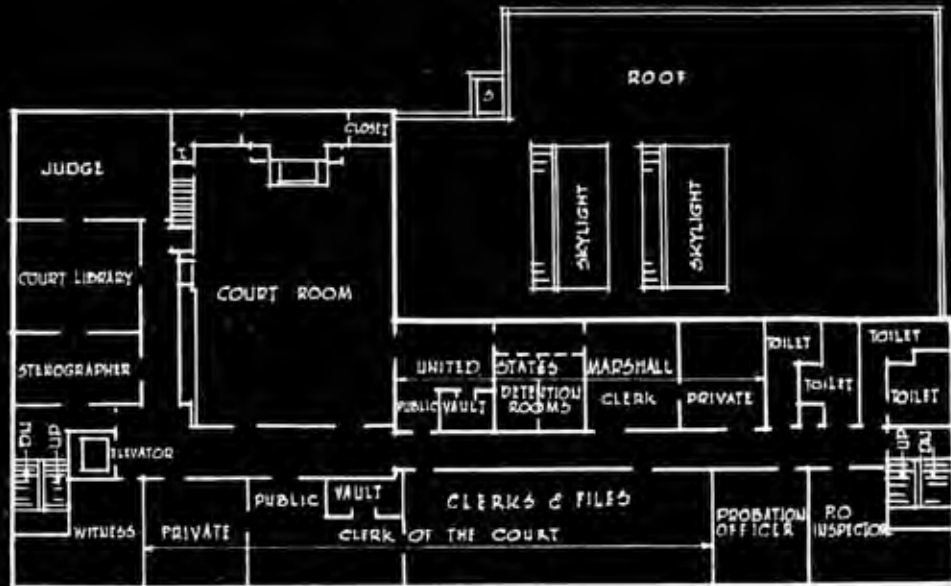 ROOF
S
CLOSET
T.
JUDGE
SKYLIGHT
SKYLIGHT
COURT LIBRARY
COURT ROOM
STENOGRAPHER
UNITED STATES MARSHALL
TOILET
TOILET
TOILET
TOILET
PUBLIC
VAULT
DETENTION
ROOMS
CLERK
PRIVATE
DN
UP
ELEVATOR
UP
DN
WITNESS
PRIVATE
PUBLIC
VAULT
CLERKS & FILES
CLERK OF THE COURT
PROBATION
OFFICER
P.O
INSPECTOR